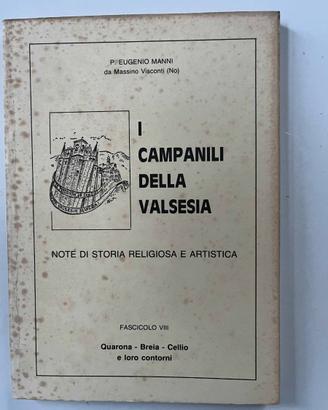 P. EUGENIO MANNI
da Massino Visconti (No)
I
CAMPANILI
DELLA
VALSESIA
NOTE DI STORIA RELIGIOSA E ARTISTICA
FASCICOLO VIII
Quarona - Breia - Cellio
e loro contorni